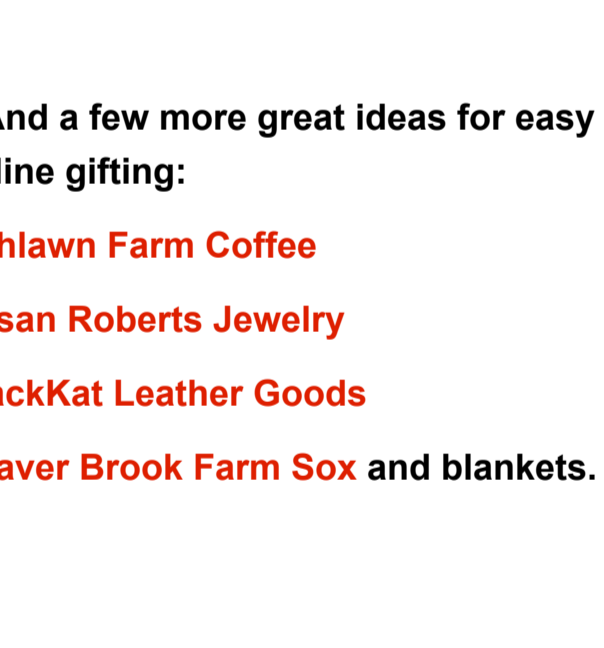 And a few more great ideas for easy
line gifting:
hlawn Farm Coffee
san Roberts Jewelry
ackKat Leather Goods
aver Brook Farm Sox and blankets.